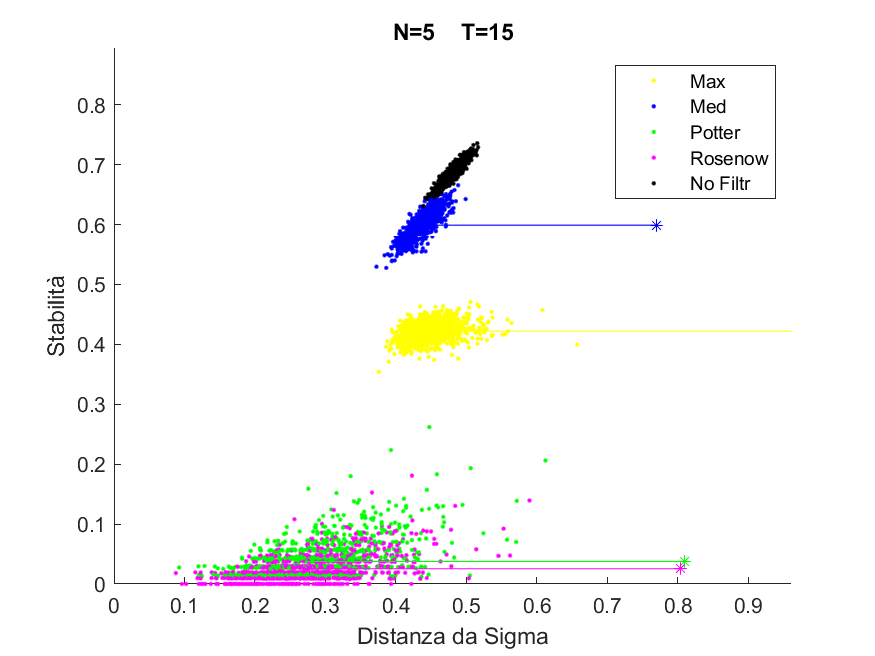 N=5 T=15
Max
Med
Potter
Rosenow
No Filtr
Stabilità
0.8
0.7
0.6
0.5
0.4
0.3
0.2
0.1
0
0 0.1 0.2 0.3 0.4 0.5 0.6 0.7 0.8 0.9
Distanza da Sigma